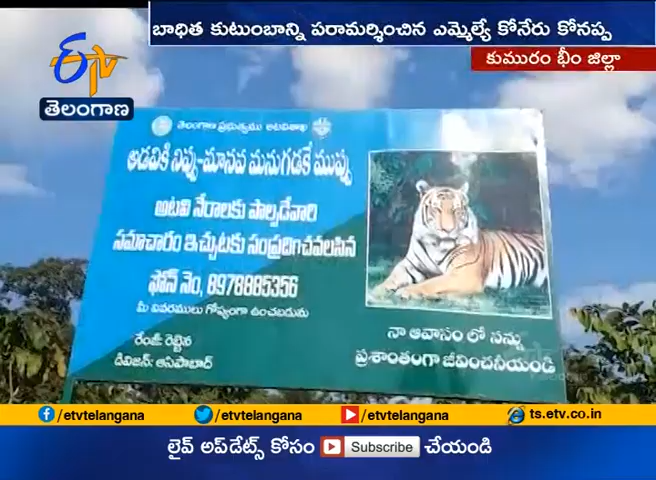 బాధిత కుటుంబాన్ని పరామర్శించిన ఎమ్మెల్యే కోనేరు కోనప్ప
కుమురం భీం జిల్లా
ETV
తెలంగాణ
తెలంగాణ ప్రభుత్వము అటవీశాఖ
అడవికి నిప్పు-మానవ మనుగడకే ముప్పు
అటవి నేరాలకు పాల్పడేవారి
సమాచారం ఇచ్చుటకు సంప్రదించవలసిన
ఫోన్ నెం, 8978885356
మీ వివరములు గోప్యంగా ఉంచబడును
రేంజ్: రెబ్బెన
డివిజన్: ఆసిఫాబాద్
నా ఆవాసం లో నన్ను
ప్రశాంతంగా జీవించనీయండి
/etvtelangana /etvtelangana /etvtelangana ts.etv.co.in
లైవ్ అప్‌డేట్స్ కోసం Subscribe చేయండి